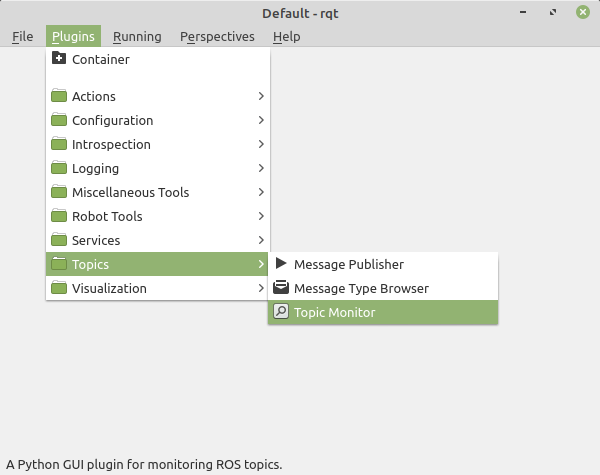 Default - rqt
File Plugins Running Perspectives Help
Container
Actions
Configuration
Introspection
Logging
Miscellaneous Tools
Robot Tools
Services
Topics
Visualization
Message Publisher
Message Type Browser
Topic Monitor
A Python GUI plugin for monitoring ROS topics.